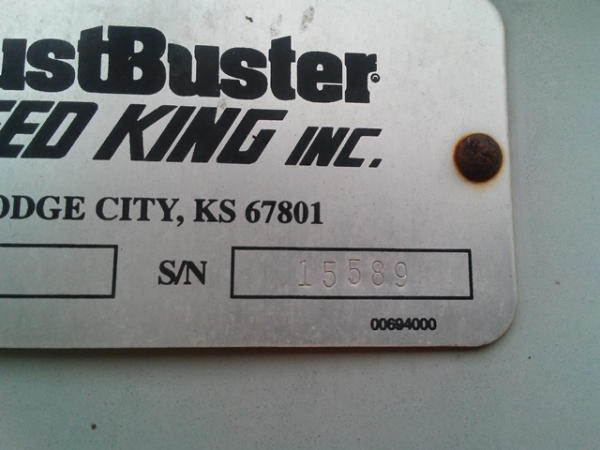 ustBuster®
EED KING INC.
ODGE CITY, KS 67801
S/N 15589
00694000